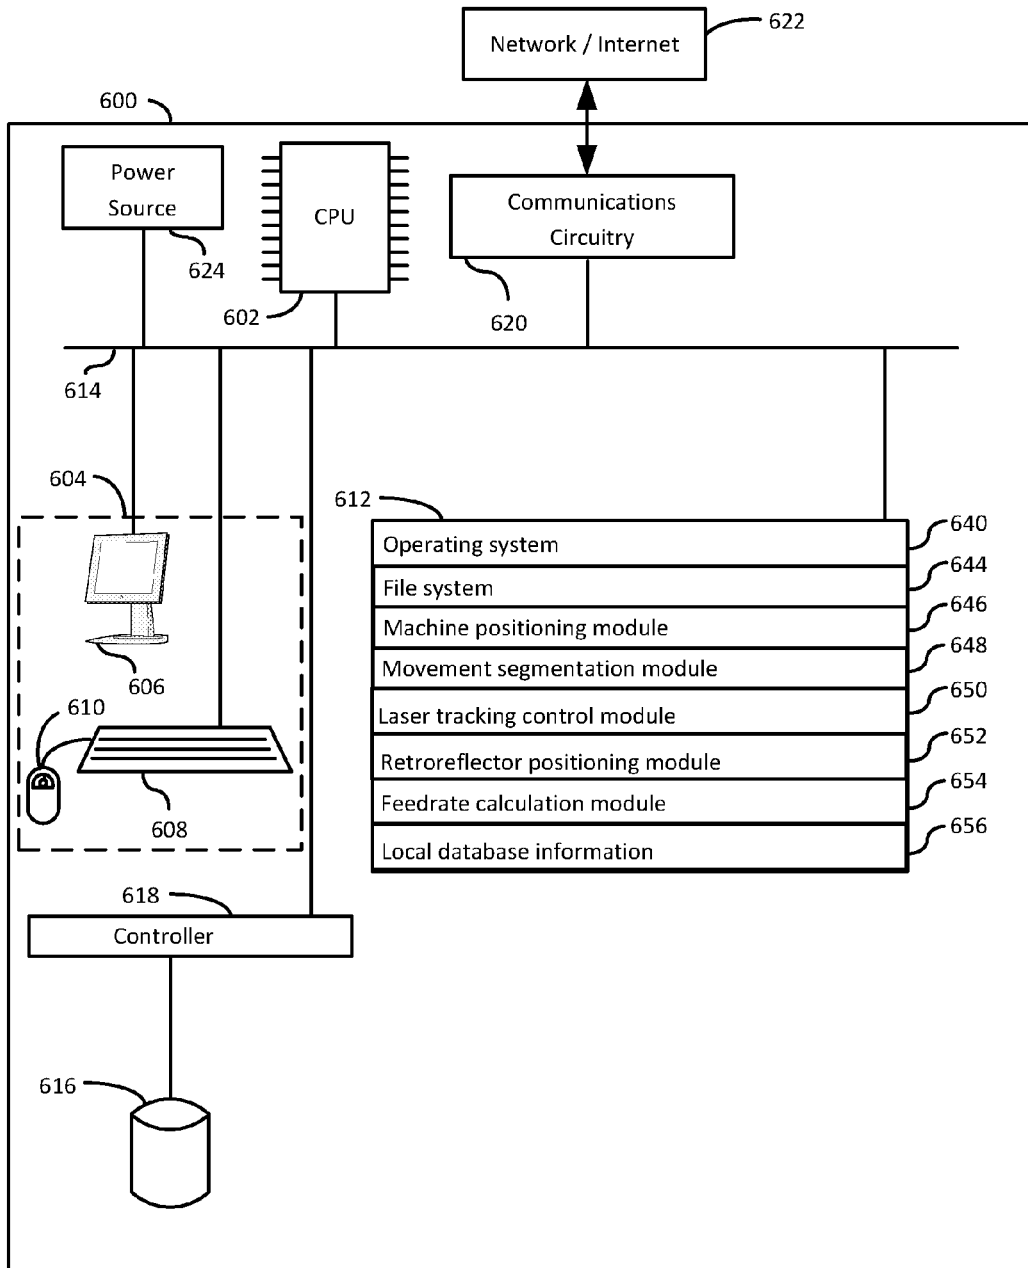 Network / Internet
622
600
Power
Source
624
CPU
602
Communications
Circuitry
620
614
604
606
610
608
612
Operating system
640
File system
644
Machine positioning module
646
Movement segmentation module
648
Laser tracking control module
650
Retroreflector positioning module
652
Feedrate calculation module
654
Local database information
656
618
Controller
616